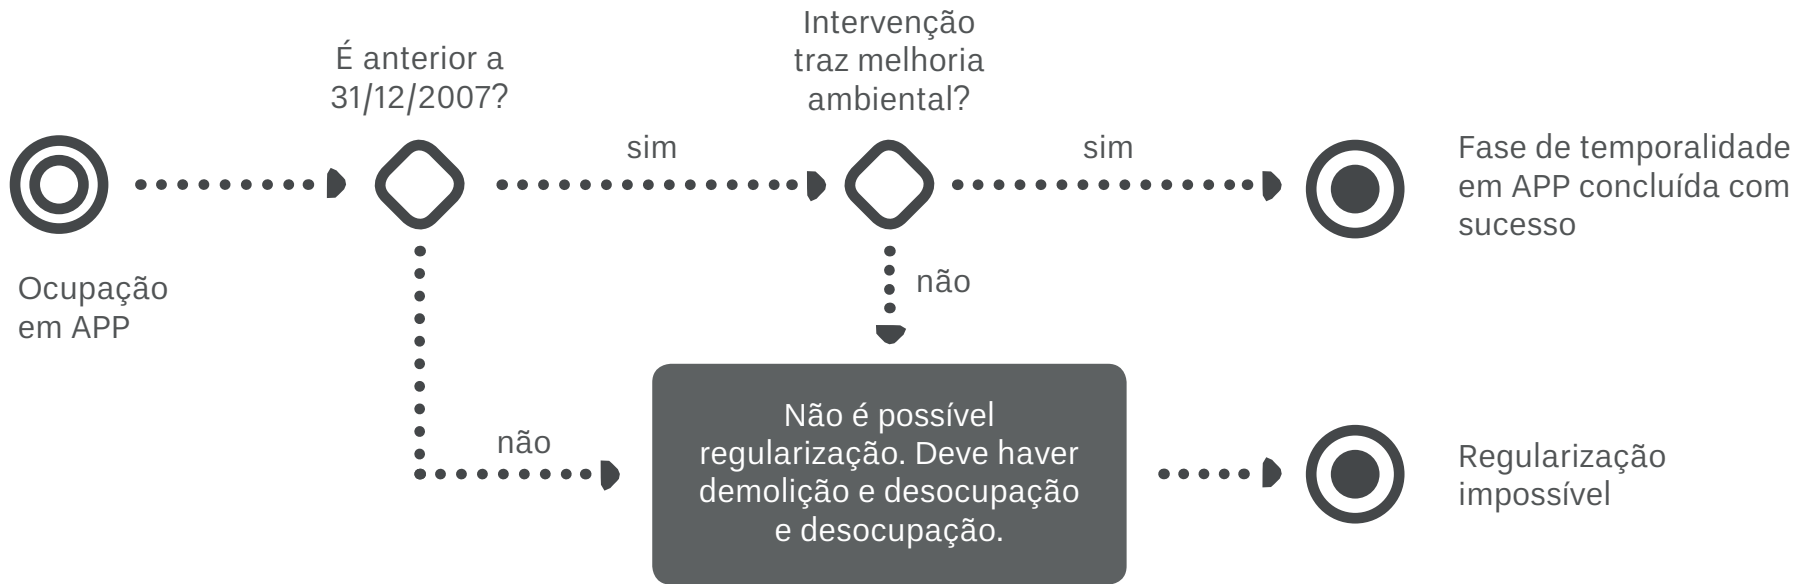 É anterior a
31/12/2007?
Intervenção
traz melhoria
ambiental?
sim
sim
Fase de temporalidade
em APP concluída com
sucesso
Ocupação
em APP
não
não
Não é possível
regularização. Deve haver
demolição e desocupação
e desocupação.
Regularização
impossível